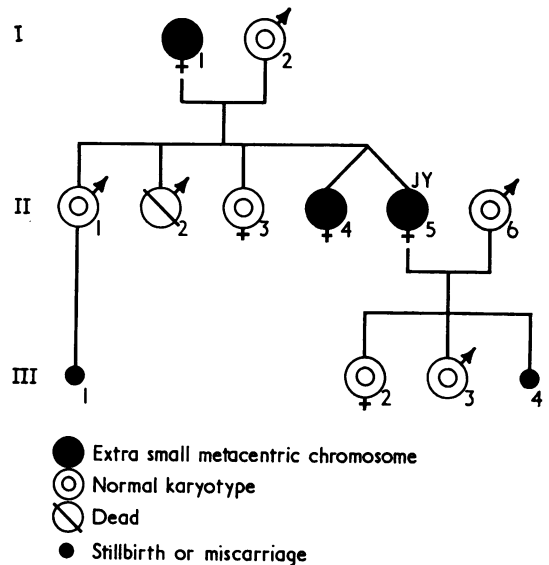 I
1
2
JY
II
1
2
3
4
5
6
III
1
2
3
4
Extra small metacentric chromosome
Normal karyotype
Dead
Stillbirth or miscarriage